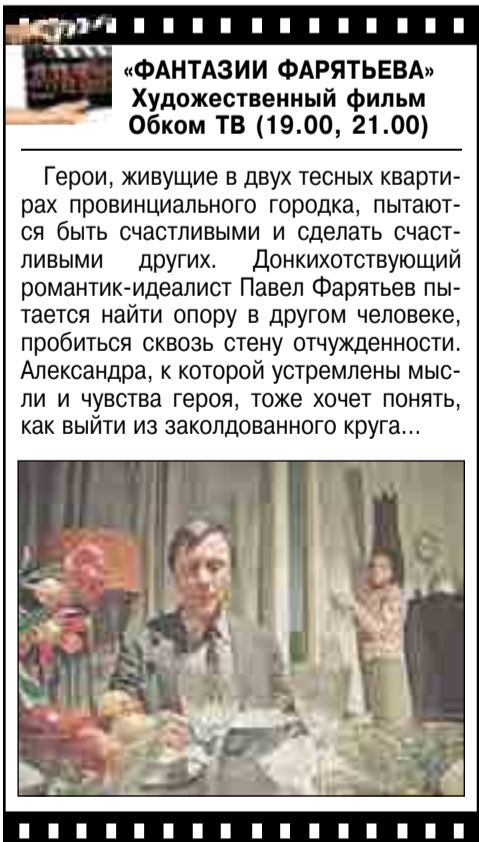 «ФАНТАЗИИ ФАРЯТЬЕВА»
Художественный фильм
Обком ТВ (19.00, 21.00)
Герои, живущие в двух тесных кварти-
рах провинциального городка, пытают-
ся быть счастливыми и сделать счаст-
ливыми других. Донкихотствующий
романтик-идеалист Павел Фарятьев пы-
тается найти опору в другом человеке,
пробиться сквозь стену отчужденности.
Александра, к которой устремлены мыс-
ли и чувства героя, тоже хочет понять,
как выйти из заколдованного круга...